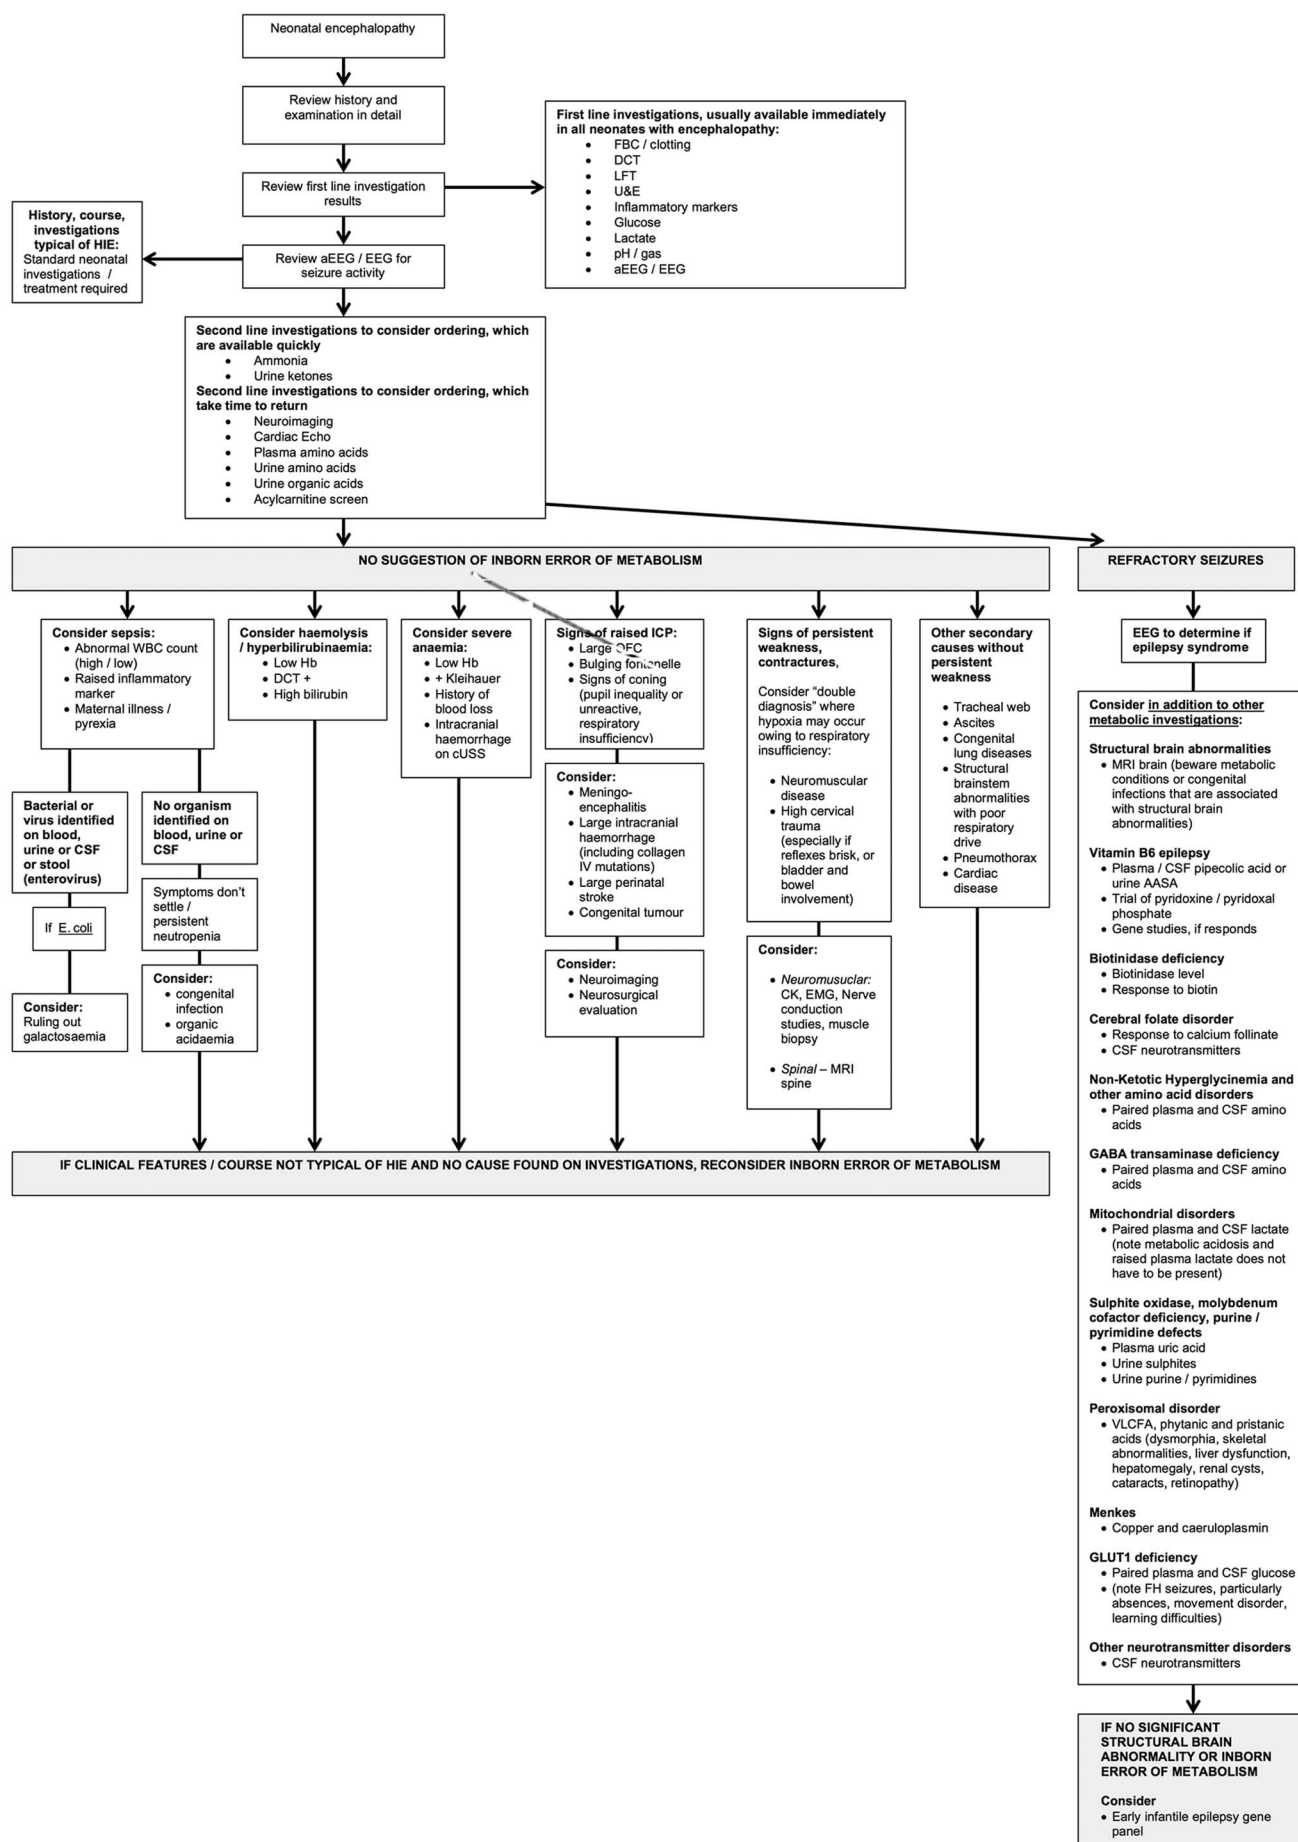 Neonatal encephalopathy
Review history and
examination in detail
First line investigations, usually available immediately
in all neonates with encephalopathy:
• FBC / clotting
• DCT
• LFT
• U&E
• Inflammatory markers
• Glucose
• Lactate
• pH / gas
• aEEG / EEG
Review first line investigation
results
History, course,
investigations
typical of HIE:
Standard neonatal
investigations /
treatment required
Review aEEG / EEG for
seizure activity
Second line investigations to consider ordering, which
are available quickly
• Ammonia
• Urine ketones
Second line investigations to consider ordering, which
take time to return
• Neuroimaging
• Cardiac Echo
• Plasma amino acids
• Urine amino acids
• Urine organic acids
• Acylcarnitine screen
NO SUGGESTION OF INBORN ERROR OF METABOLISM
Consider sepsis:
• Abnormal WBC count
(high / low)
• Raised inflammatory
marker
• Maternal illness /
pyrexia
Bacterial or
virus identified
on blood,
urine or CSF
or stool
(enterovirus)
If E. coli
Consider:
Ruling out
galactosaemia
No organism
identified on
blood, urine or
CSF
Symptoms don't
settle /
persistent
neutropenia
Consider:
• congenital
infection
• organic
acidaemia
Consider haemolysis
/ hyperbilirubinaemia:
• Low Hb
• DCT +
• High bilirubin
Consider severe
anaemia:
• Low Hb
• + Kleihauer
• History of
blood loss
• Intracranial
haemorrhage
on cUSS
Signs of raised ICP:
• Large OFC
• Bulging fontanelle
• Signs of coning
(pupil inequality or
unreactive,
respiratory
insufficiency)
Consider:
• Meningo-
encephalitis
• Large intracranial
haemorrhage
(including collagen
IV mutations)
• Large perinatal
stroke
• Congenital tumour
Consider:
• Neuroimaging
• Neurosurgical
evaluation
Signs of persistent
weakness,
contractures,
Consider "double
diagnosis" where
hypoxia may occur
owing to respiratory
insufficiency:
• Neuromuscular
disease
• High cervical
trauma
(especially if
reflexes brisk, or
bladder and
bowel
involvement)
Consider:
• Neuromusuclar:
CK, EMG, Nerve
conduction
studies, muscle
biopsy
• Spinal – MRI
spine
Other secondary
causes without
persistent
weakness
• Tracheal web
• Ascites
• Congenital
lung diseases
• Structural
brainstem
abnormalities
with poor
respiratory
drive
• Pneumothorax
• Cardiac
disease
IF CLINICAL FEATURES / COURSE NOT TYPICAL OF HIE AND NO CAUSE FOUND ON INVESTIGATIONS, RECONSIDER INBORN ERROR OF METABOLISM
REFRACTORY SEIZURES
EEG to determine if
epilepsy syndrome
Consider in addition to other
metabolic investigations:
Structural brain abnormalities
• MRI brain (beware metabolic
conditions or congenital
infections that are associated
with structural brain
abnormalities)
Vitamin B6 epilepsy
• Plasma / CSF pipecolic acid or
urine AASA
• Trial of pyridoxine / pyridoxal
phosphate
• Gene studies, if responds
Biotinidase deficiency
• Biotinidase level
• Response to biotin
Cerebral folate disorder
• Response to calcium follinate
• CSF neurotransmitters
Non-Ketotic Hyperglycinemia and
other amino acid disorders
• Paired plasma and CSF amino
acids
GABA transaminase deficiency
• Paired plasma and CSF amino
acids
Mitochondrial disorders
• Paired plasma and CSF lactate
(note metabolic acidosis and
raised plasma lactate does not
have to be present)
Sulphite oxidase, molybdenum
cofactor deficiency, purine /
pyrimidine defects
• Plasma uric acid
• Urine sulphites
• Urine purine / pyrimidines
Peroxisomal disorder
• VLCFA, phytanic and pristanic
acids (dysmorphia, skeletal
abnormalities, liver dysfunction,
hepatomegaly, renal cysts,
cataracts, retinopathy)
Menkes
• Copper and caeruloplasmin
GLUT1 deficiency
• Paired plasma and CSF glucose
• (note FH seizures, particularly
absences, movement disorder,
learning difficulties)
Other neurotransmitter disorders
• CSF neurotransmitters
IF NO SIGNIFICANT
STRUCTURAL BRAIN
ABNORMALITY OR INBORN
ERROR OF METABOLISM
Consider
• Early infantile epilepsy gene
panel